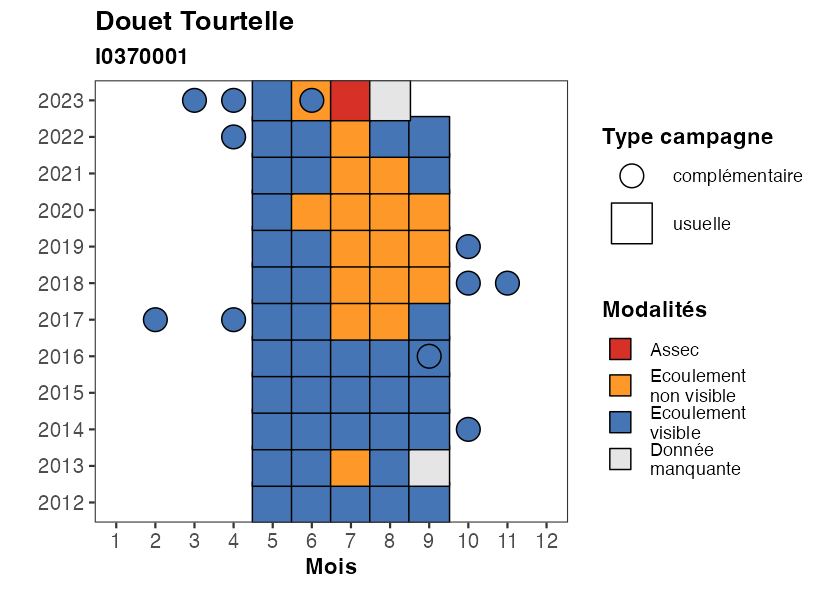 Douet Tourtelle
I0370001
2023
2022
2021
2020
2019
2018
2017
2016
2015
2014
2013
2012
1 2 3 4 5 6 7 8 9 10 11 12
Mois
Type campagne
complémentaire
usuelle
Modalités
Assec
Ecoulement
non visible
Ecoulement
visible
Donnée
manquante